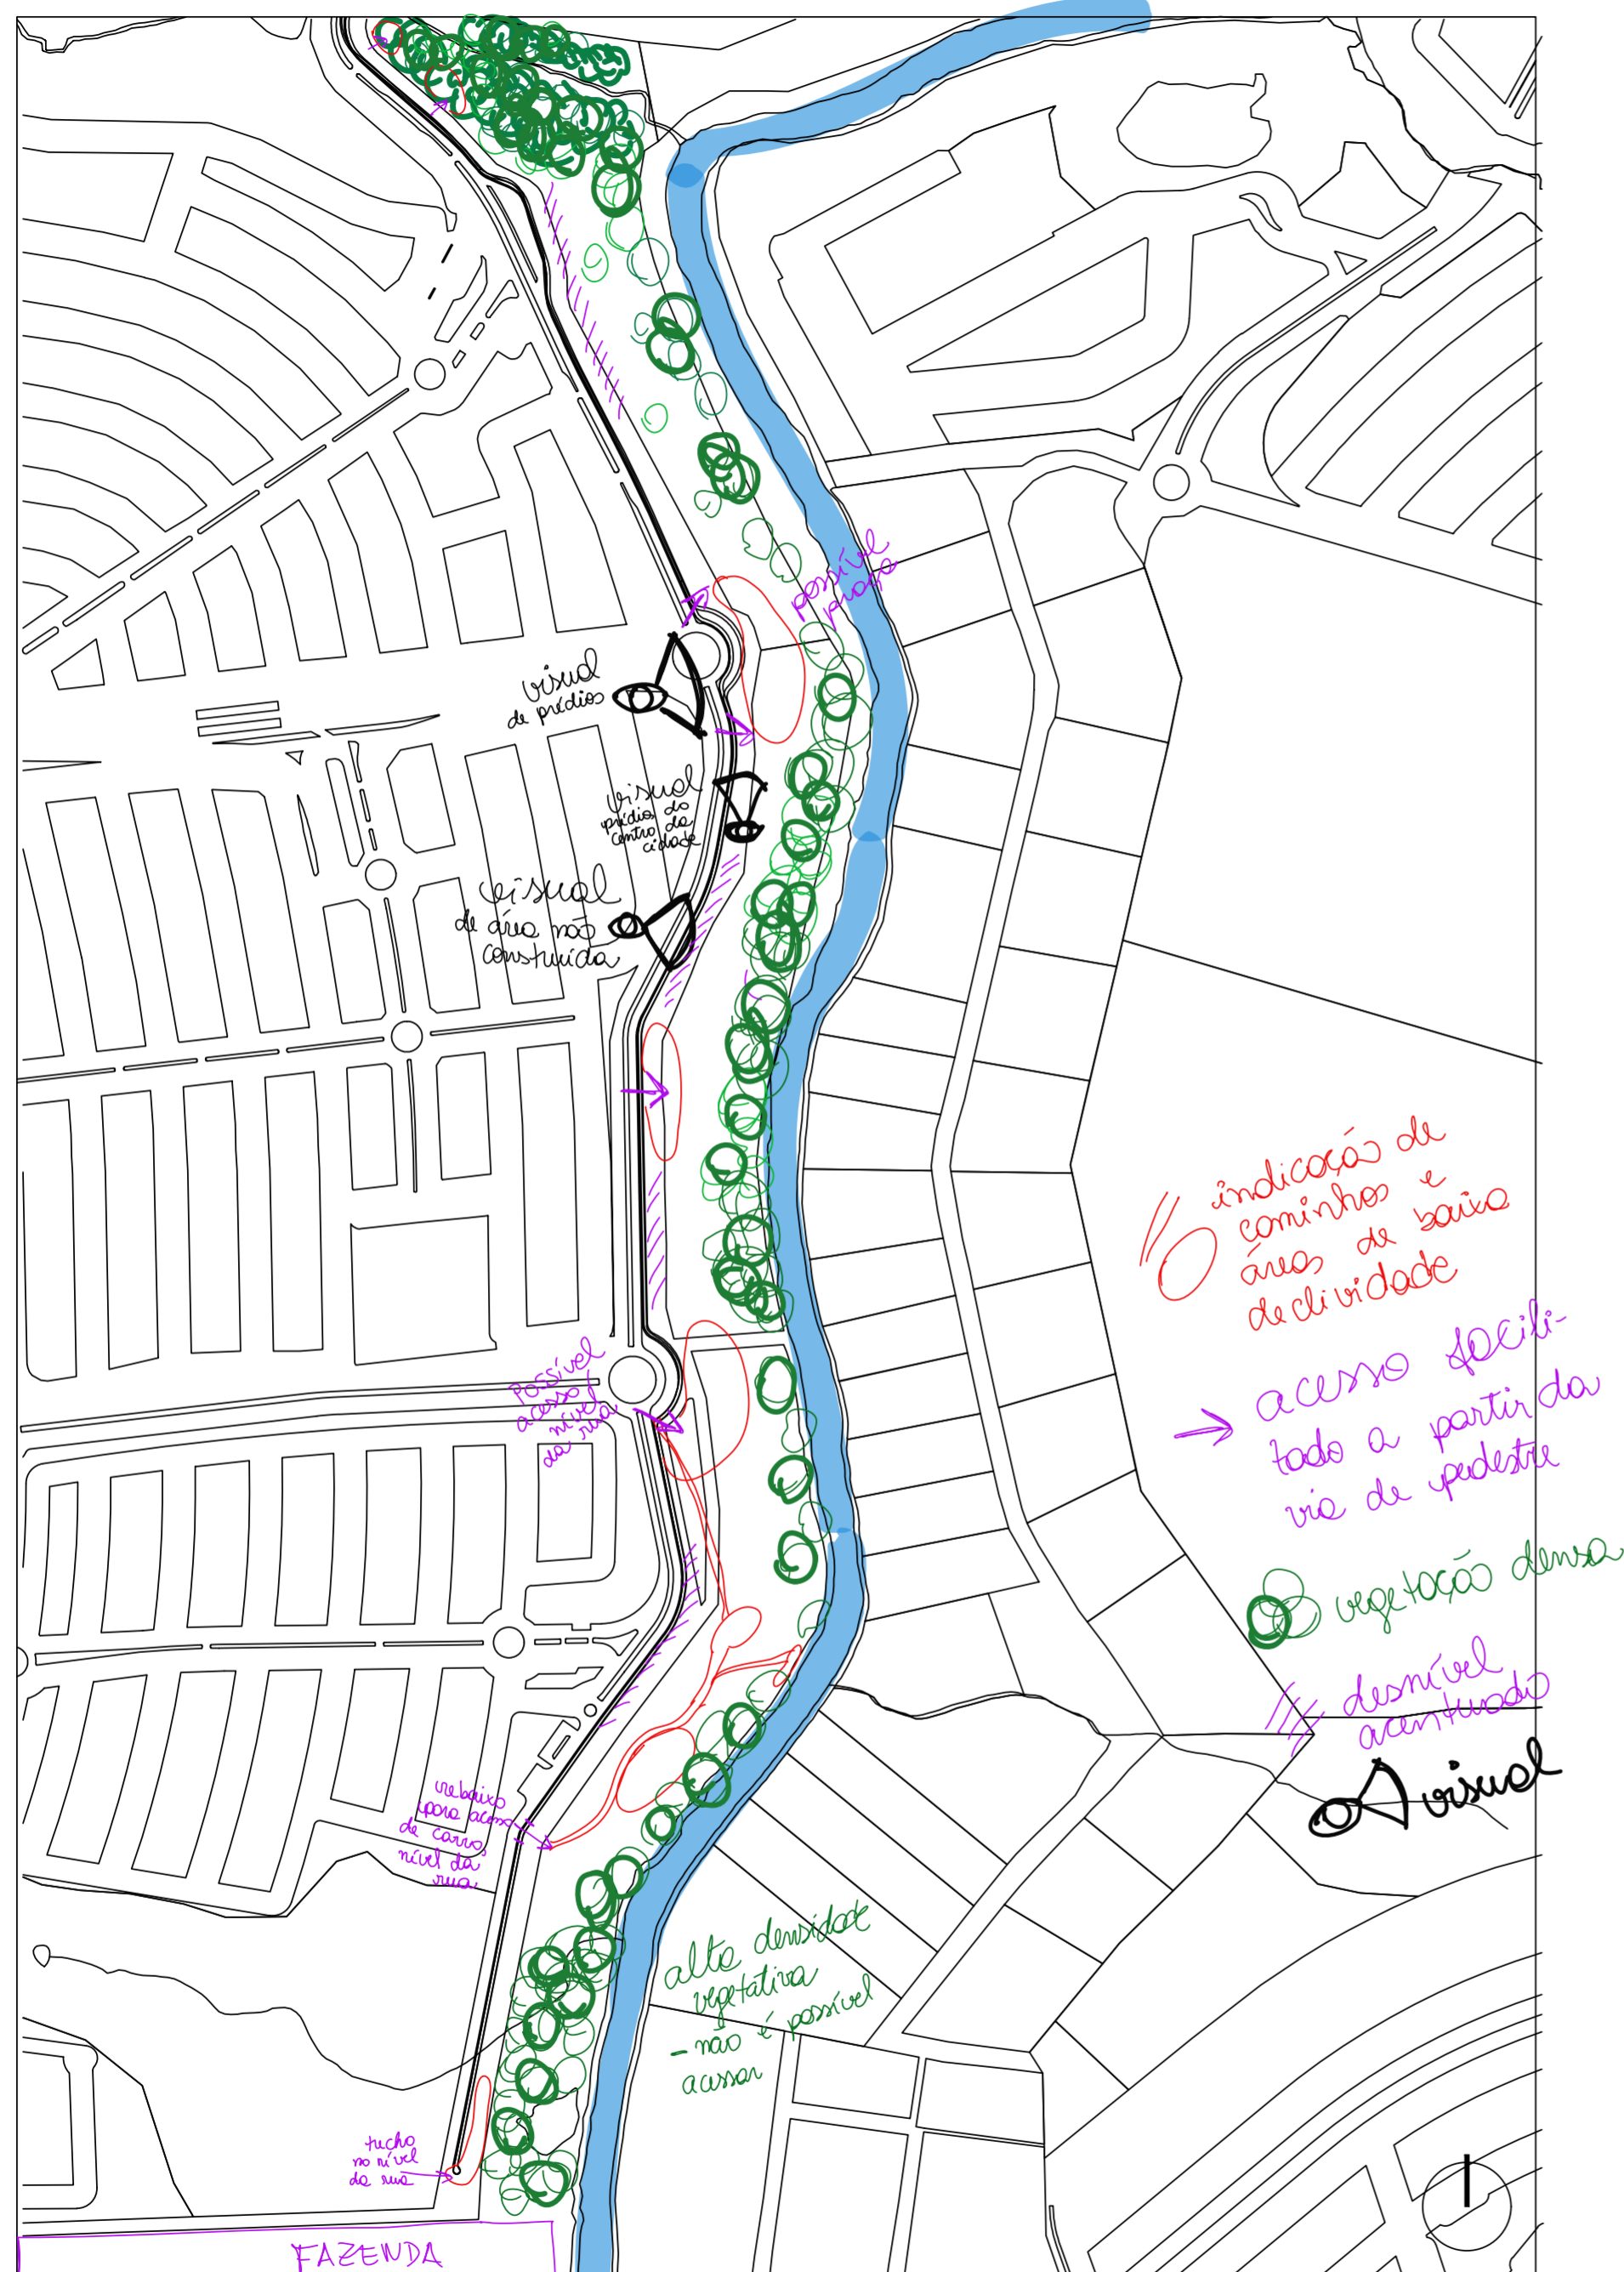 possível
praça
visual
de prédios
visual
prédios do
centro da
cidade
visual
de área não
construída
indicação de
caminhos e
áreas de baixa
declividade
Possível
acesso
nível
da rua
acesso facili-
tado a partir da
via de pedestre
vegetação densa
desnível
acentuado
visual
rebaixo
para acesso
de carro
nível da
rua
alta densidade
vegetativa
- não é possível
acessar
trecho
no nível
da rua
FAZENDA